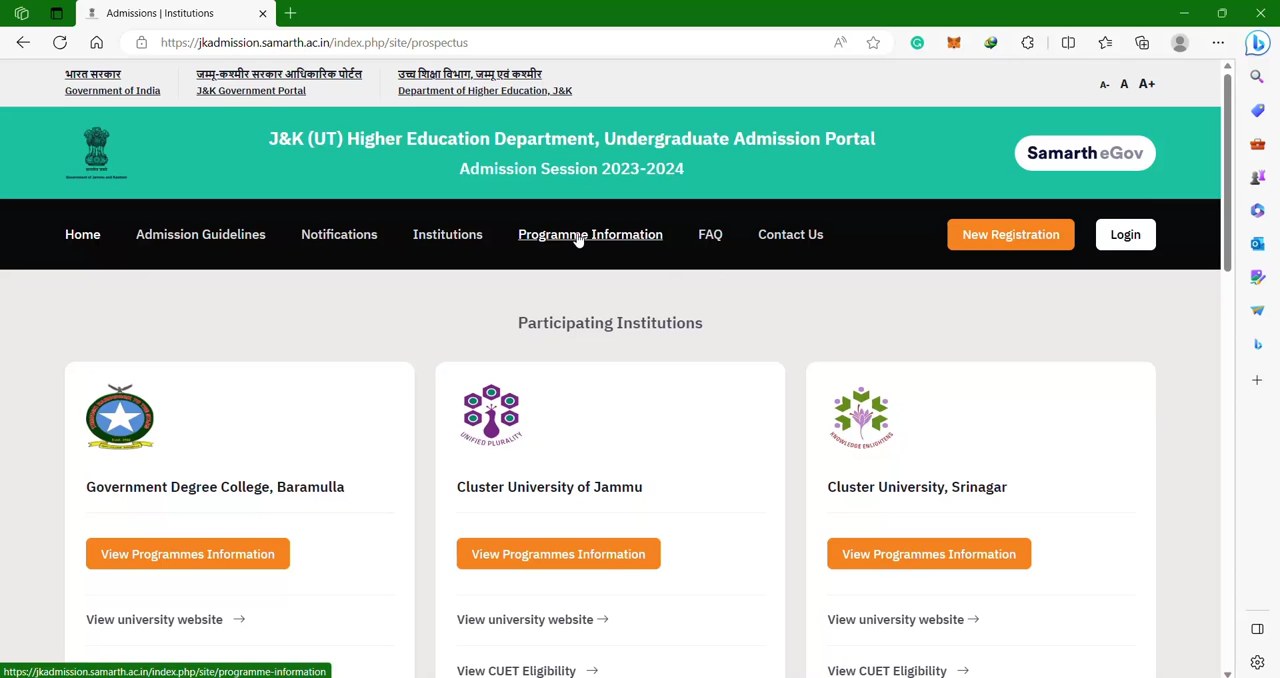 Admissions | Institutions
https://jkadmission.samarth.ac.in/index.php/site/prospectus
भारत सरकार
Government of India
जम्मू-कश्मीर सरकार आधिकारिक पोर्टल
J&K Government Portal
उच्च शिक्षा विभाग, जम्मू एवं कश्मीर
Department of Higher Education, J&K
A- A A+
J&K (UT) Higher Education Department, Undergraduate Admission Portal
Admission Session 2023-2024
Samarth eGov
Home Admission Guidelines Notifications Institutions Programme Information FAQ Contact Us New Registration Login
Participating Institutions
UNIFIED PLURALITY
KNOWLEDGE ENLIGHTENS
Government Degree College, Baramulla
Cluster University of Jammu
Cluster University, Srinagar
View Programmes Information
View Programmes Information
View Programmes Information
View university website →
View university website →
View university website →
View CUET Eligibility →
View CUET Eligibility →
https://jkadmission.samarth.ac.in/index.php/site/programme-information